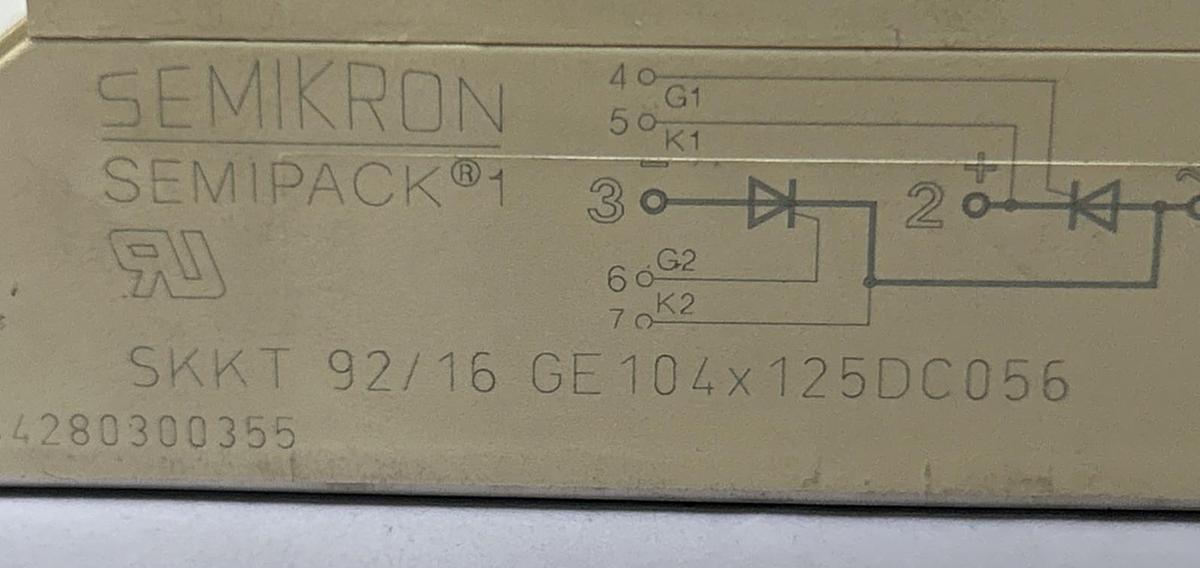 SEMIKRON
SEMIPACK®1
4
G1
5
K1
3 −
2 +
~
6
G2
7
K2
SKKT 92/16 GE104x125DC056
4280300355